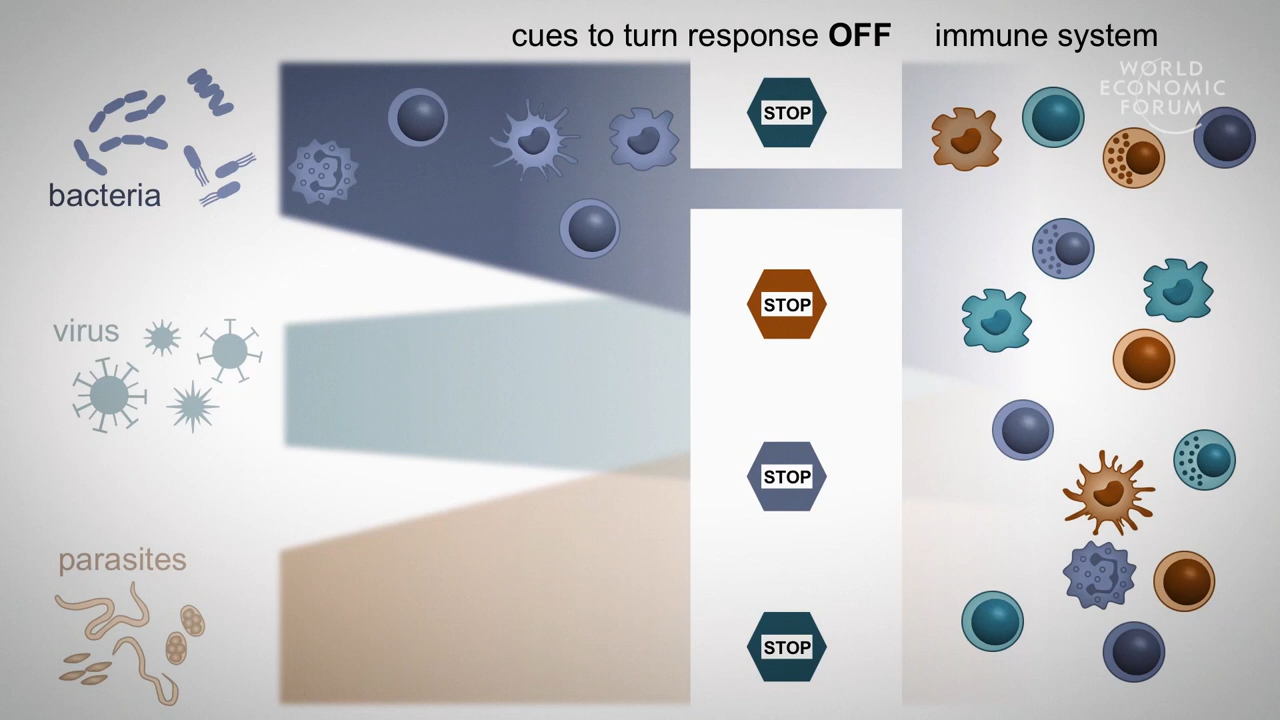 cues to turn response OFF
immune system
WORLD
ECONOMIC
FORUM
STOP
bacteria
STOP
virus
STOP
parasites
STOP